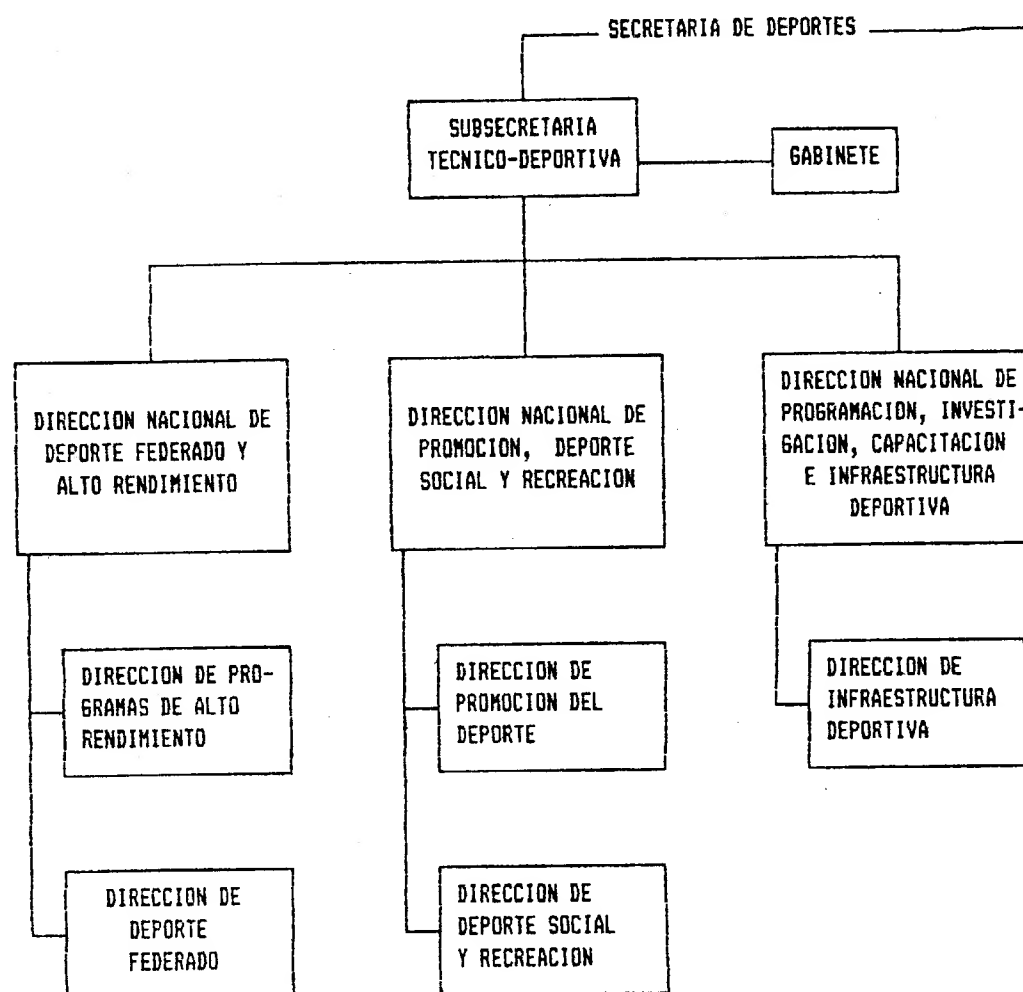 SECRETARIA DE DEPORTES
SUBSECRETARIA
TECNICO-DEPORTIVA
GABINETE
DIRECCION NACIONAL DE
DEPORTE FEDERADO Y
ALTO RENDIMIENTO
DIRECCION NACIONAL DE
PROMOCION, DEPORTE
SOCIAL Y RECREACION
DIRECCION NACIONAL DE
PROGRAMACION, INVESTI-
GACION, CAPACITACION
E INFRAESTRUCTURA
DEPORTIVA
DIRECCION DE PRO-
GRAMAS DE ALTO
RENDIMIENTO
DIRECCION DE
PROMOCION DEL
DEPORTE
DIRECCION DE
INFRAESTRUCTURA
DEPORTIVA
DIRECCION DE
DEPORTE
FEDERADO
DIRECCION DE
DEPORTE SOCIAL
Y RECREACION